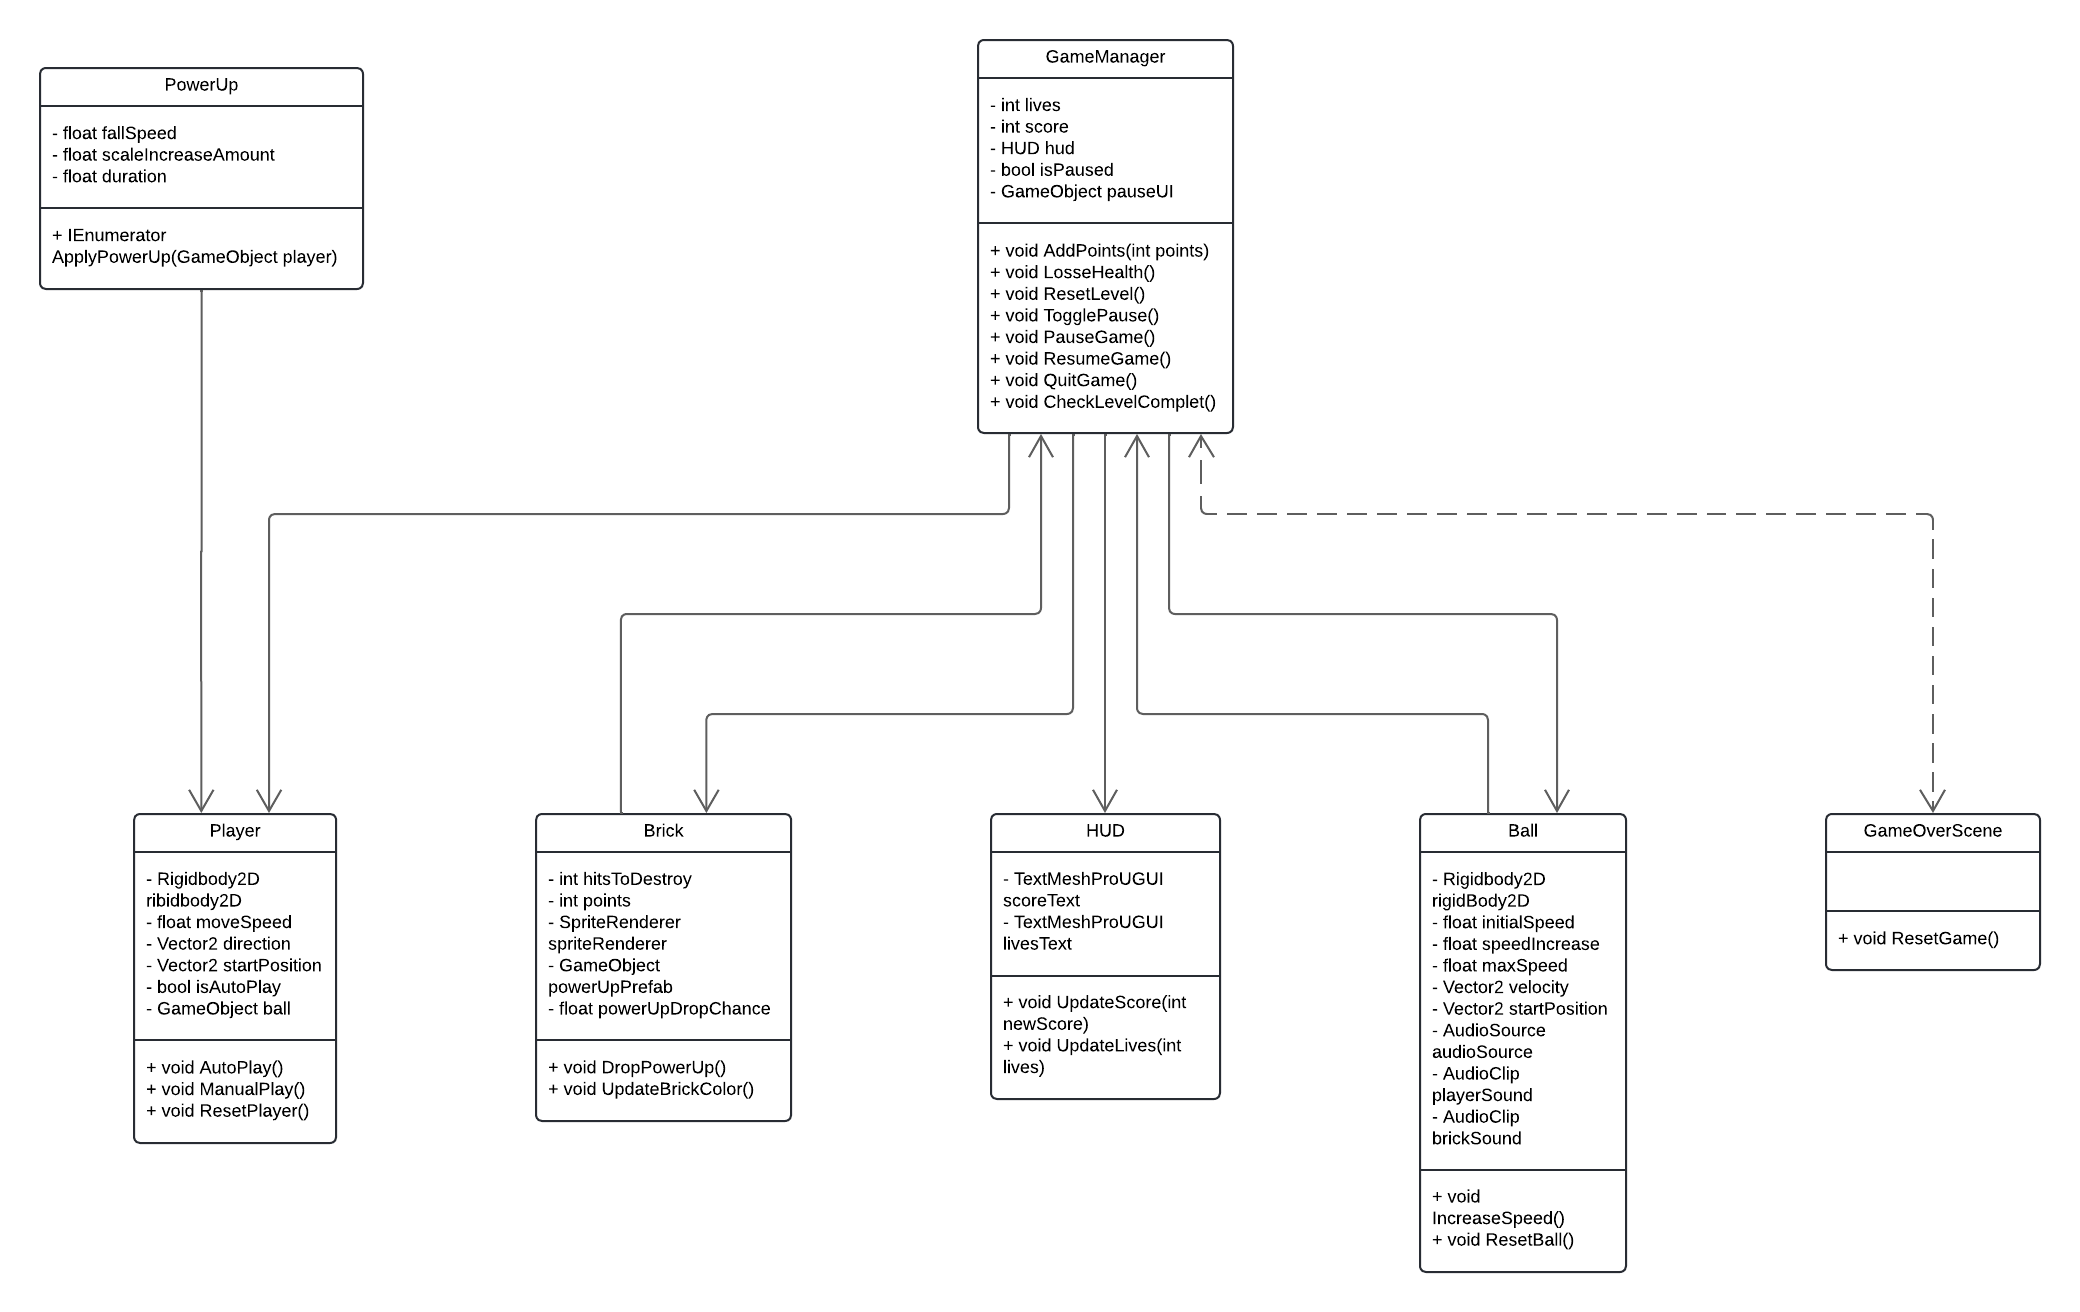 PowerUp
- float fallSpeed
- float scaleIncreaseAmount
- float duration
+ IEnumerator
ApplyPowerUp(GameObject player)
GameManager
- int lives
- int score
- HUD hud
- bool isPaused
- GameObject pauseUI
+ void AddPoints(int points)
+ void LosseHealth()
+ void ResetLevel()
+ void TogglePause()
+ void PauseGame()
+ void ResumeGame()
+ void QuitGame()
+ void CheckLevelComplet()
Player
- Rigidbody2D
ribidbody2D
- float moveSpeed
- Vector2 direction
- Vector2 startPosition
- bool isAutoPlay
- GameObject ball
+ void AutoPlay()
+ void ManualPlay()
+ void ResetPlayer()
Brick
- int hitsToDestroy
- int points
- SpriteRenderer
spriteRenderer
- GameObject
powerUpPrefab
- float powerUpDropChance
+ void DropPowerUp()
+ void UpdateBrickColor()
HUD
- TextMeshProUGUI
scoreText
- TextMeshProUGUI
livesText
+ void UpdateScore(int
newScore)
+ void UpdateLives(int
lives)
Ball
- Rigidbody2D
rigidBody2D
- float initialSpeed
- float speedIncrease
- float maxSpeed
- Vector2 velocity
- Vector2 startPosition
- AudioSource
audioSource
- AudioClip
playerSound
- AudioClip
brickSound
+ void
IncreaseSpeed()
+ void ResetBall()
GameOverScene
+ void ResetGame()